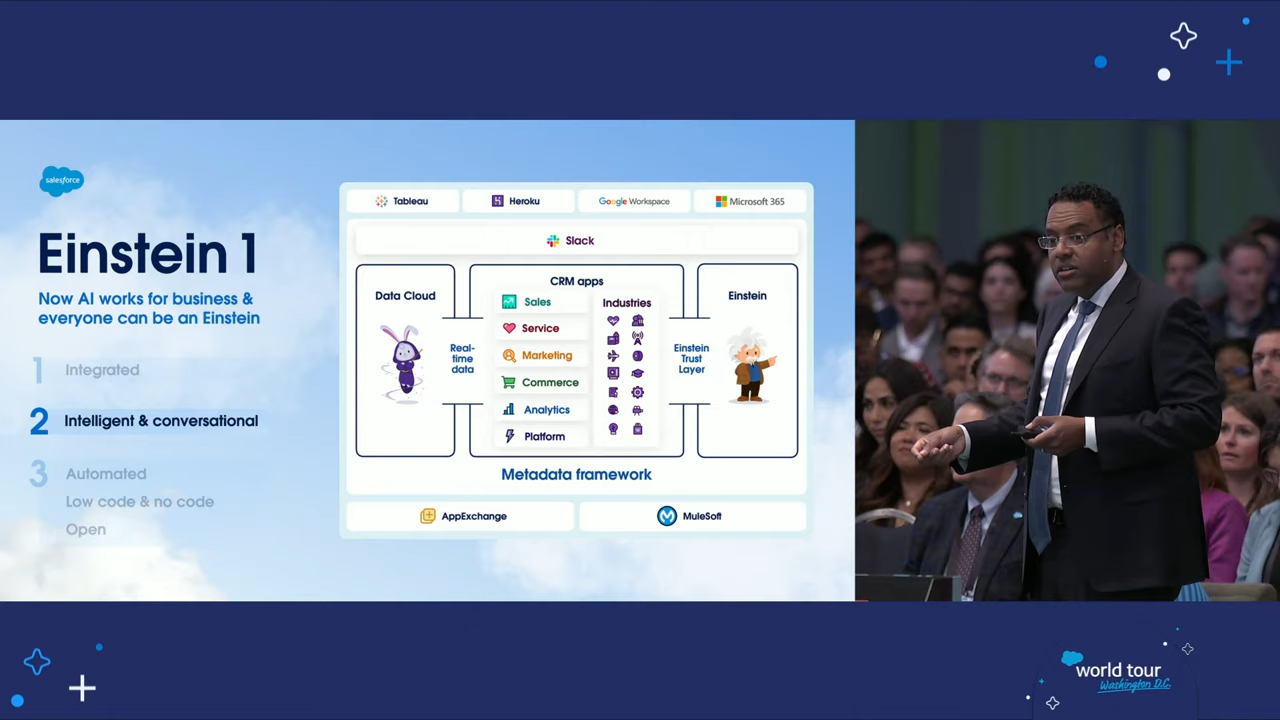 salesforce
Einstein 1
Now AI works for business &
everyone can be an Einstein
1 Integrated
2 Intelligent & conversational
3 Automated
Low code & no code
Open
Tableau
Heroku
Google Workspace
Microsoft 365
Slack
Data Cloud
Real-
time
data
CRM apps
Sales
Service
Marketing
Commerce
Analytics
Platform
Industries
Einstein
Trust
Layer
Einstein
Metadata framework
AppExchange
MuleSoft
world tour
Washington D.C.